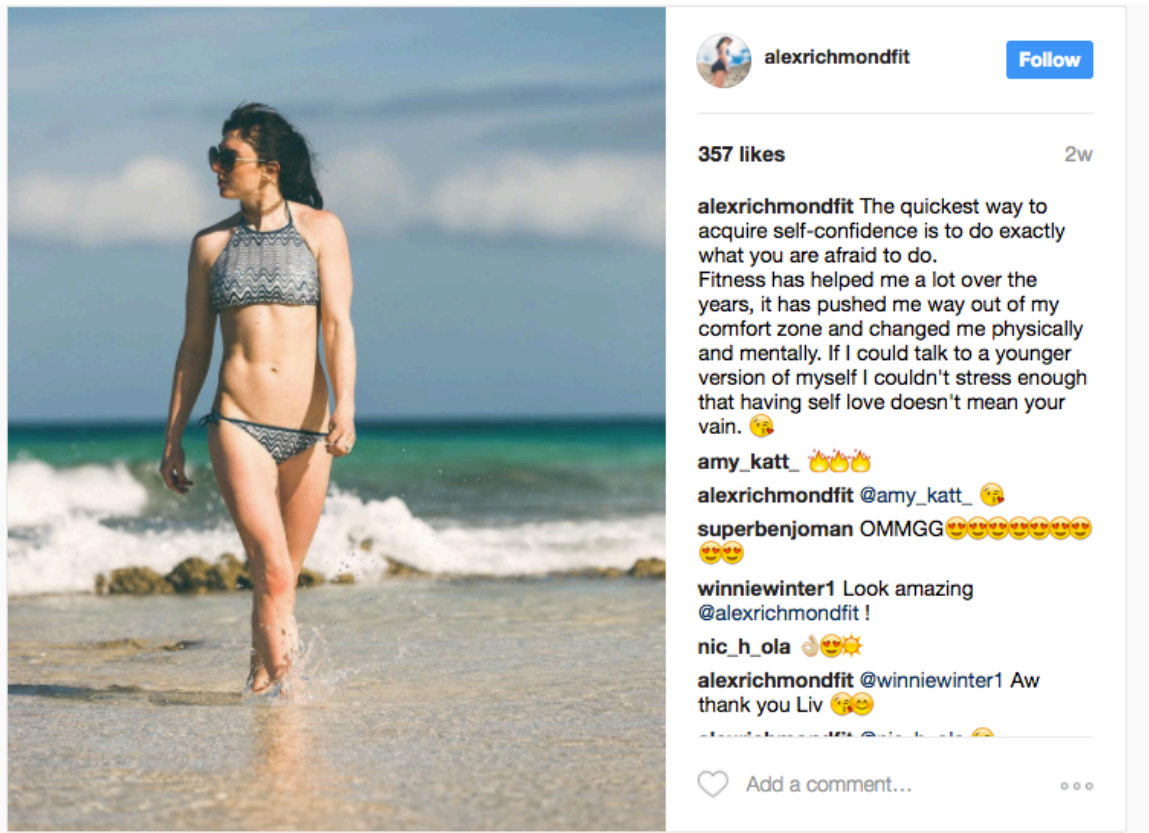 alexrichmondfit
Follow
357 likes
2w
alexrichmondfit The quickest way to
acquire self-confidence is to do exactly
what you are afraid to do.
Fitness has helped me a lot over the
years, it has pushed me way out of my
comfort zone and changed me physically
and mentally. If I could talk to a younger
version of myself I couldn't stress enough
that having self love doesn't mean your
vain. 😘
amy_katt_ 🔥🔥🔥
alexrichmondfit @amy_katt_ 😘
superbenjoman OMMGG😍😍😍😍😍😍😍
😍😍
winniewinter1 Look amazing
@alexrichmondfit !
nic_h_ola 👌🏼😍☀️
alexrichmondfit @winniewinter1 Aw
thank you Liv 😘😊
Add a comment...